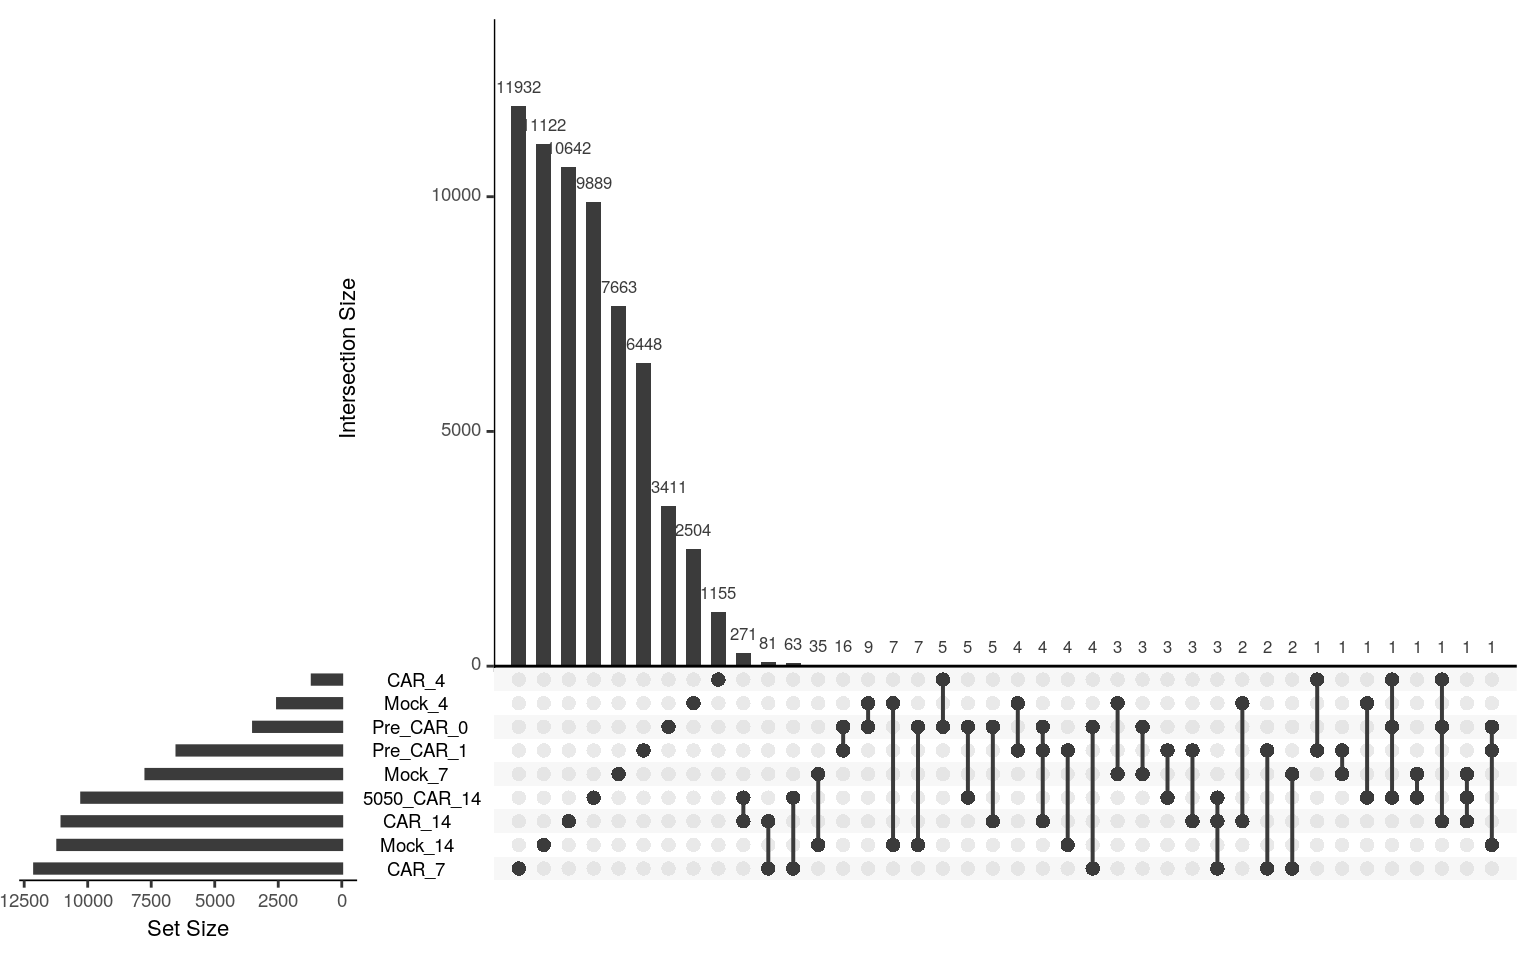 Intersection Size
10000
5000
0
11932
11122
10642
9889
7663
6448
3411
2504
1155
271 81 63 35 16 9 7 7 5 5 5 4 4 4 4 3 3 3 3 3 2 2 2 1 1 1 1 1 1 1 1
CAR_4
Mock_4
Pre_CAR_0
Pre_CAR_1
Mock_7
5050_CAR_14
CAR_14
Mock_14
CAR_7
12500 10000 7500 5000 2500 0
Set Size